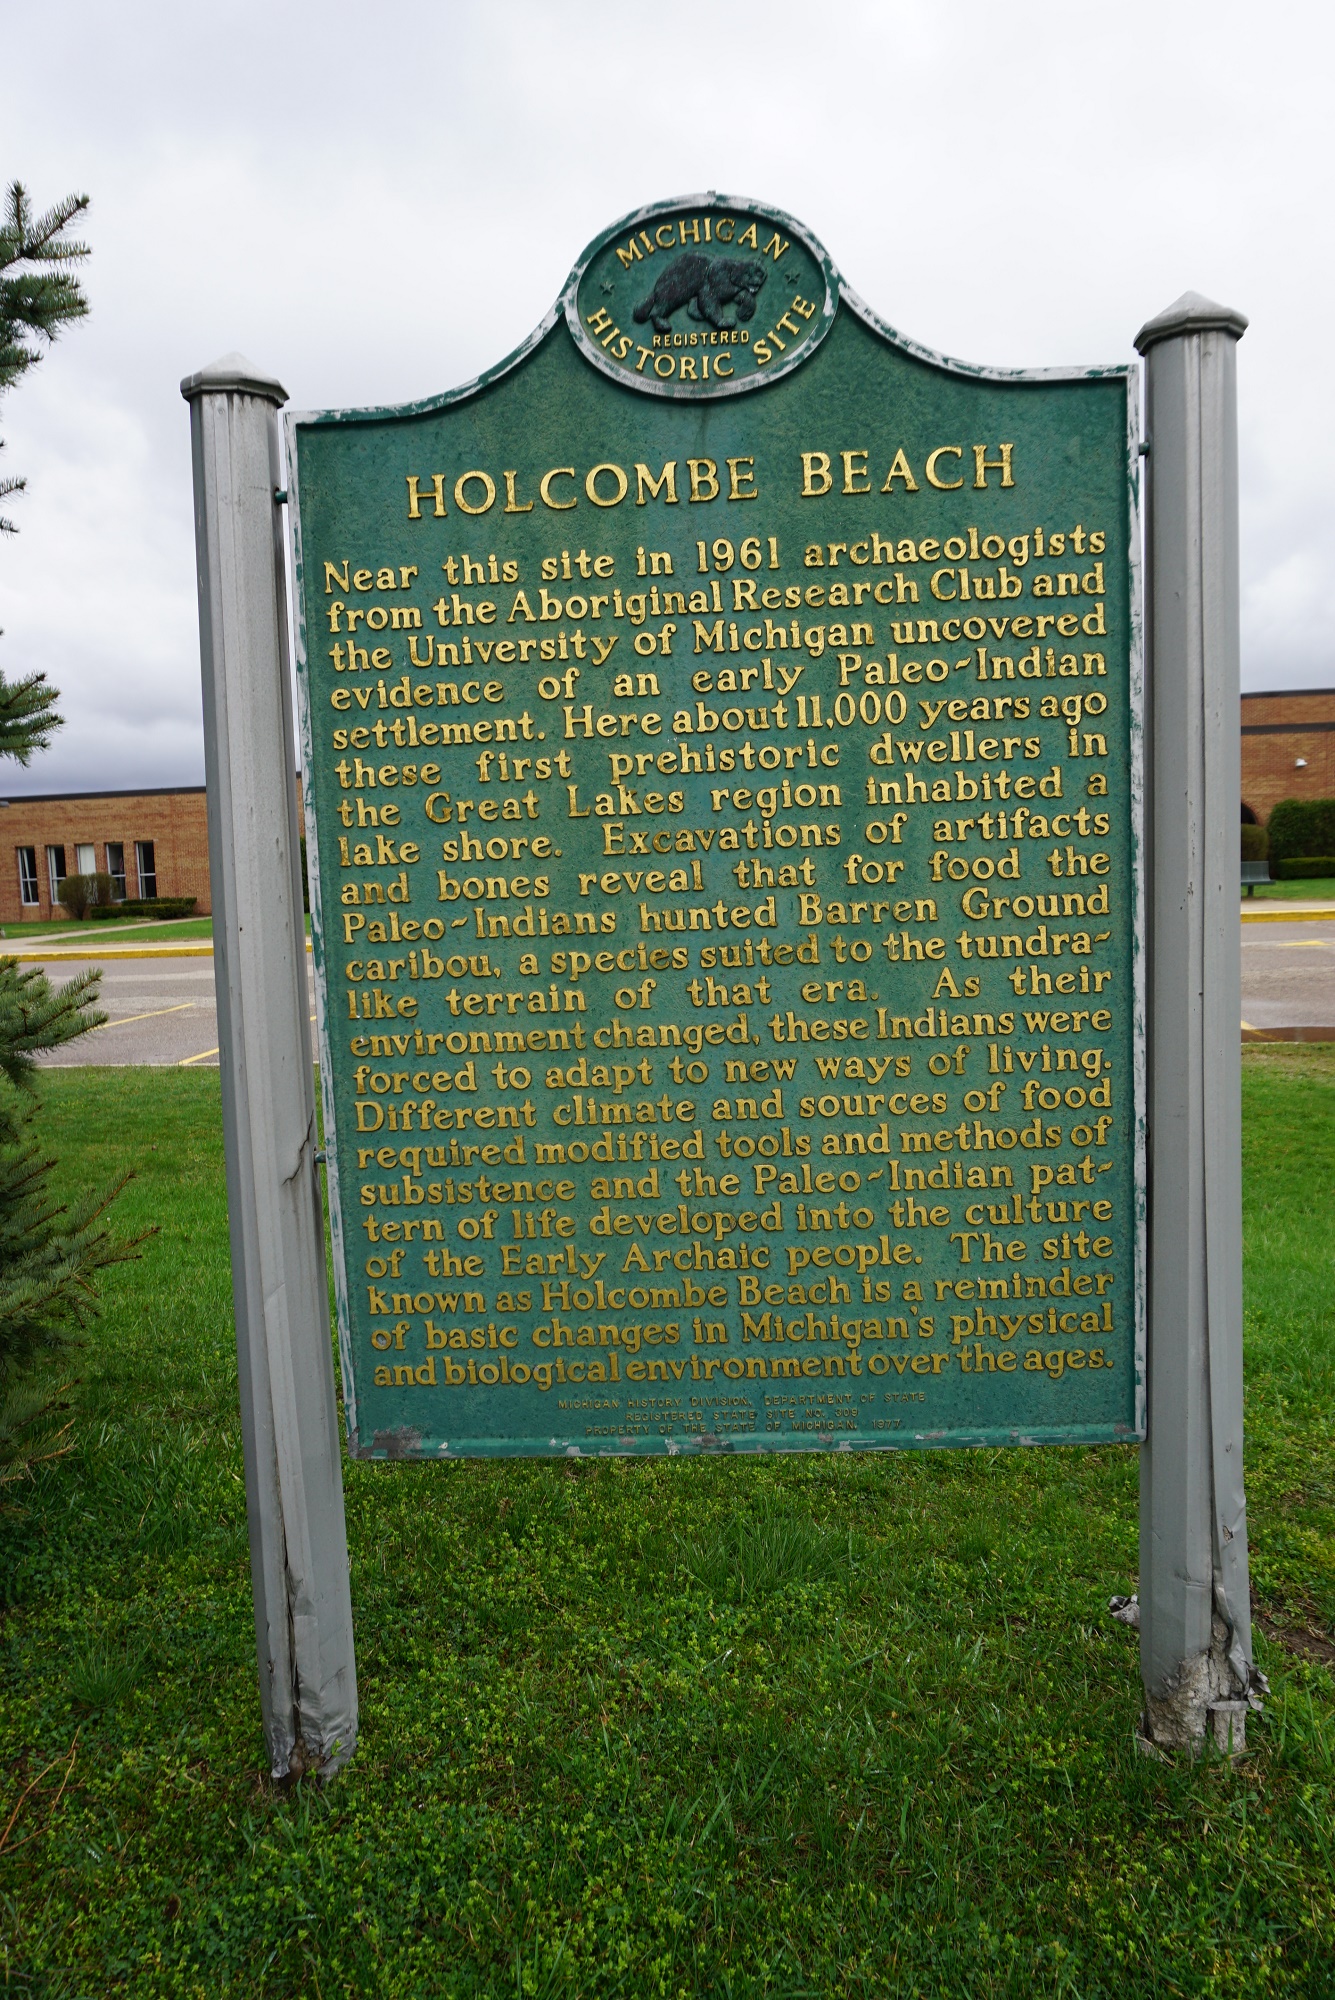 MICHIGAN
REGISTERED
HISTORIC SITE
HOLCOMBE BEACH
Near this site in 1961 archaeologists
from the Aboriginal Research Club and
the University of Michigan uncovered
evidence of an early Paleo-Indian
settlement. Here about 11,000 years ago
these first prehistoric dwellers in
the Great Lakes region inhabited a
lake shore. Excavations of artifacts
and bones reveal that for food the
Paleo-Indians hunted Barren Ground
caribou, a species suited to the tundra-
like terrain of that era. As their
environment changed, these Indians were
forced to adapt to new ways of living.
Different climate and sources of food
required modified tools and methods of
subsistence and the Paleo-Indian pat-
tern of life developed into the culture
of the Early Archaic people. The site
known as Holcombe Beach is a reminder
of basic changes in Michigan's physical
and biological environment over the ages.
MICHIGAN HISTORY DIVISION, DEPARTMENT OF STATE
REGISTERED STATE SITE NO.
PROPERTY OF THE STATE OF MICHIGAN, 1977